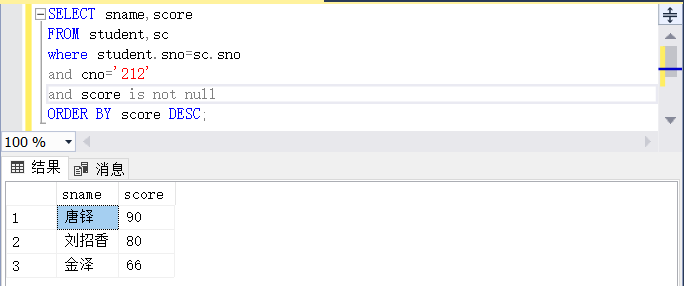 SELECT sname,score
FROM student,sc
where student.sno=sc.sno
and cno='212'
and score is not null
ORDER BY score DESC;
100 %
结果 消息
sname score
1 唐铎 90
2 刘招香 80
3 金泽 66